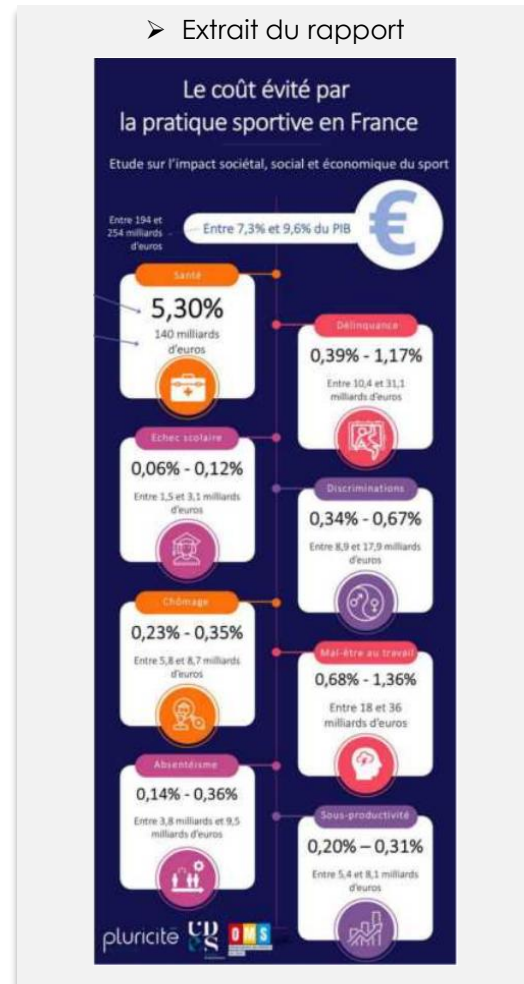 ➢ Extrait du rapport
Le coût évité par
la pratique sportive en France
Etude sur l'impact sociétal, social et économique du sport
Entre 194 et
254 milliards
d'euros
Entre 7,3% et 9,6% du PIB
€
Santé
5,30%
140 milliards
d'euros
Délinquance
0,39% - 1,17%
Entre 10,4 et 31,1
milliards d'euros
Echec scolaire
0,06% - 0,12%
Entre 1,5 et 3,1 milliards
d'euros
Discriminations
0,34% - 0,67%
Entre 8,9 et 17,9 milliards
d'euros
Chômage
0,23% - 0,35%
Entre 5,8 et 8,7 milliards
d'euros
Mal-être au travail
0,68% - 1,36%
Entre 18 et 36
milliards d'euros
Absentéisme
0,14% - 0,36%
Entre 3,8 milliards et 9,5
milliards d'euros
Sous-productivité
0,20% – 0,31%
Entre 5,4 et 8,1 milliards
d'euros
pluricité
OMS